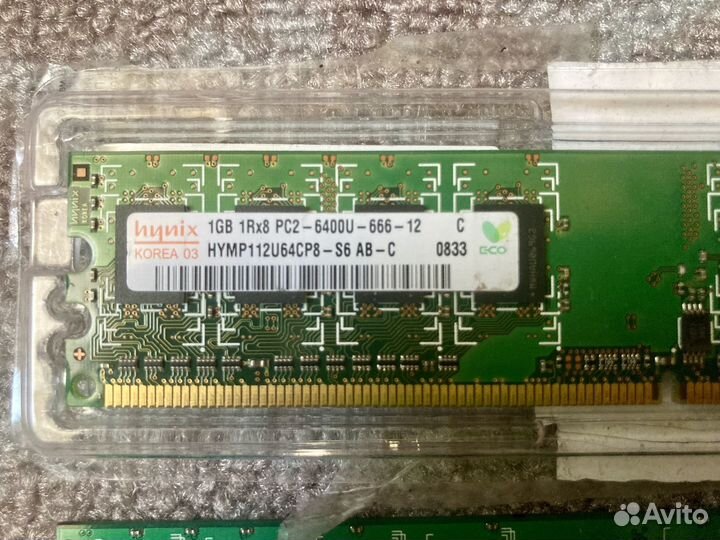 hynix
KOREA 03
1GB 1Rx8 PC2-6400U-666-12
HYMP112U64CP8-S6 AB-C
C
0833
ECO
Avito